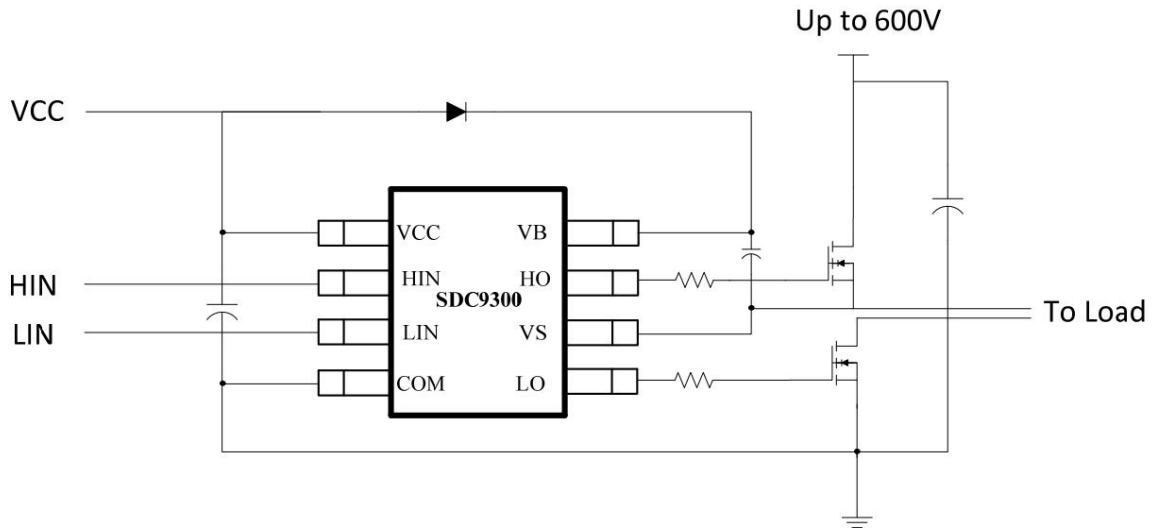 Up to 600V
VCC
VCC VB
HIN HIN HO
SDC9300
LIN LIN VS
To Load
COM LO